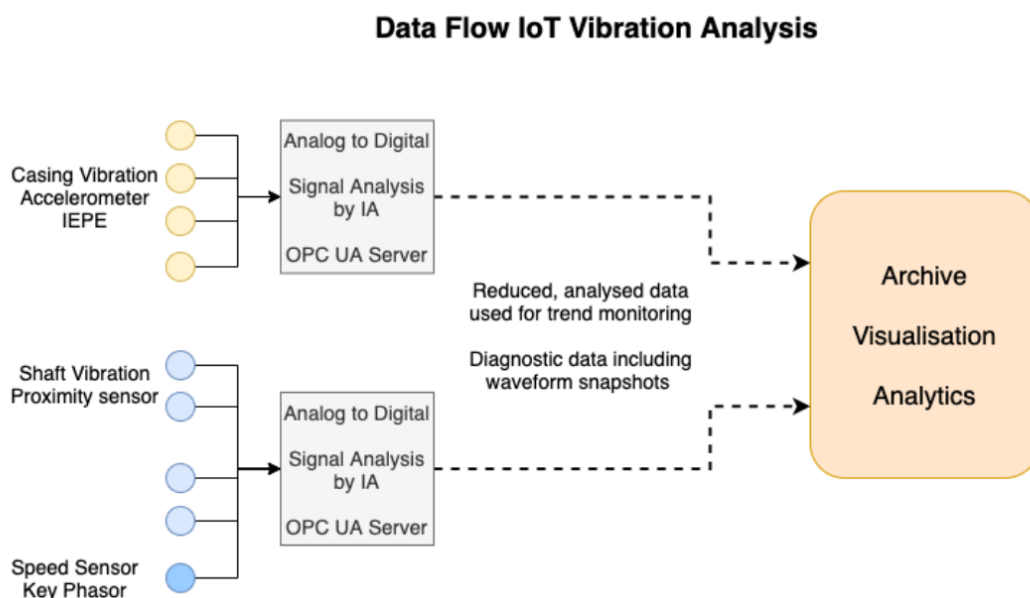 Data Flow IoT Vibration Analysis
Casing Vibration
Accelerometer
IEPE
Analog to Digital
Signal Analysis
by IA
OPC UA Server
Reduced, analysed data
used for trend monitoring
Diagnostic data including
waveform snapshots
Archive
Visualisation
Analytics
Shaft Vibration
Proximity sensor
Analog to Digital
Signal Analysis
by IA
OPC UA Server
Speed Sensor
Key Phasor